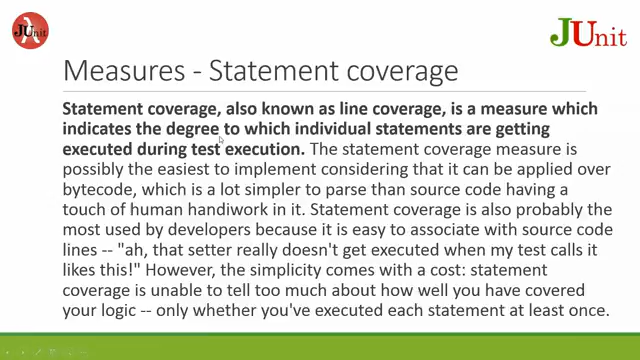 JUnit
JUnit
Measures - Statement coverage
Statement coverage, also known as line coverage, is a measure which
indicates the degree to which individual statements are getting
executed during test execution. The statement coverage measure is
possibly the easiest to implement considering that it can be applied over
bytecode, which is a lot simpler to parse than source code having a
touch of human handiwork in it. Statement coverage is also probably the
most used by developers because it is easy to associate with source code
lines -- "ah, that setter really doesn't get executed when my test calls it
likes this!" However, the simplicity comes with a cost: statement
coverage is unable to tell too much about how well you have covered
your logic -- only whether you've executed each statement at least once.